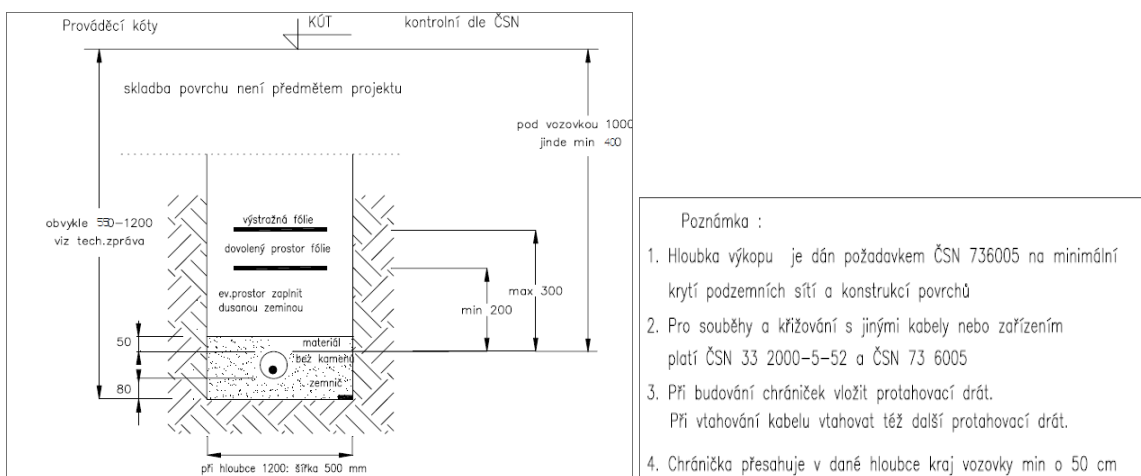 Prováděcí kóty
KÚT
kontrolní dle ČSN
skladba povrchu není předmětem projektu
pod vozovkou 1000
jinde min 400
obvykle 550-1200
viz tech.zpráva
výstražná fólie
dovolený prostor fólie
ev.prostor zaplnit
dusanou zeminou
max 300
min 200
50
80
materiál
bez kamenů
zemnič
při hloubce 1200: šířka 500 mm
Poznámka :
1. Hloubka výkopu je dán požadavkem ČSN 736005 na minimální
krytí podzemních sítí a konstrukcí povrchů
2. Pro souběhy a křižování s jinými kabely nebo zařízením
platí ČSN 33 2000-5-52 a ČSN 73 6005
3. Při budování chrániček vložit protahovací drát.
Při vtahování kabelu vtahovat též další protahovací drát.
4. Chránička přesahuje v dané hloubce kraj vozovky min o 50 cm